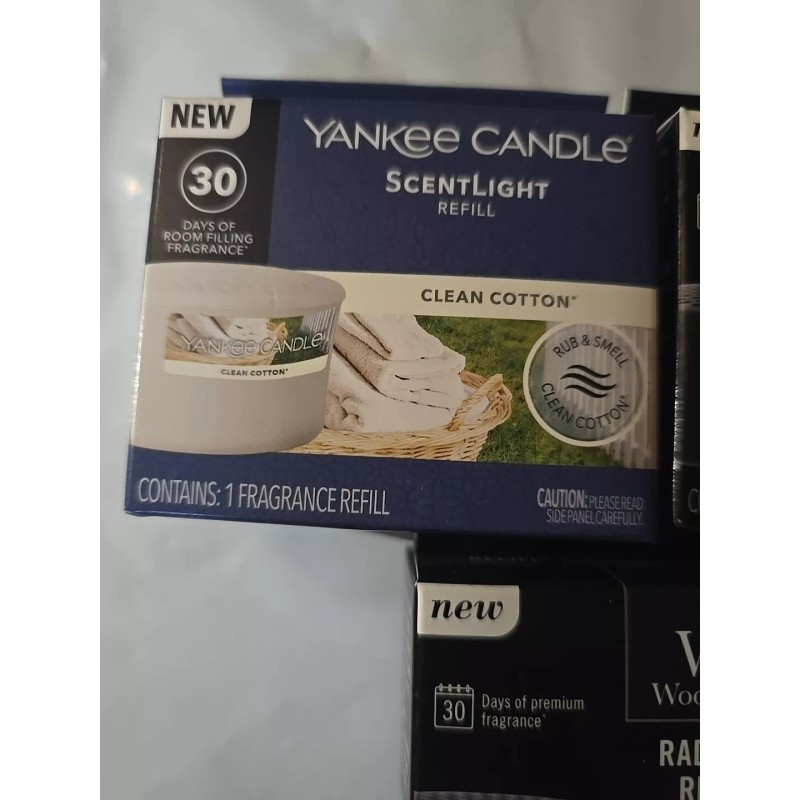 NEW
30
DAYS OF
ROOM FILLING
FRAGRANCE*
YANKEE CANDLE®
SCENTLIGHT
REFILL
CLEAN COTTON®
YANKEE CANDLE
CLEAN COTTON®
RUB & SMELL
CLEAN COTTON®
CONTAINS: 1 FRAGRANCE REFILL
CAUTION: PLEASE READ
SIDE PANEL CAREFULLY.
new
30
Days of premium
fragrance*